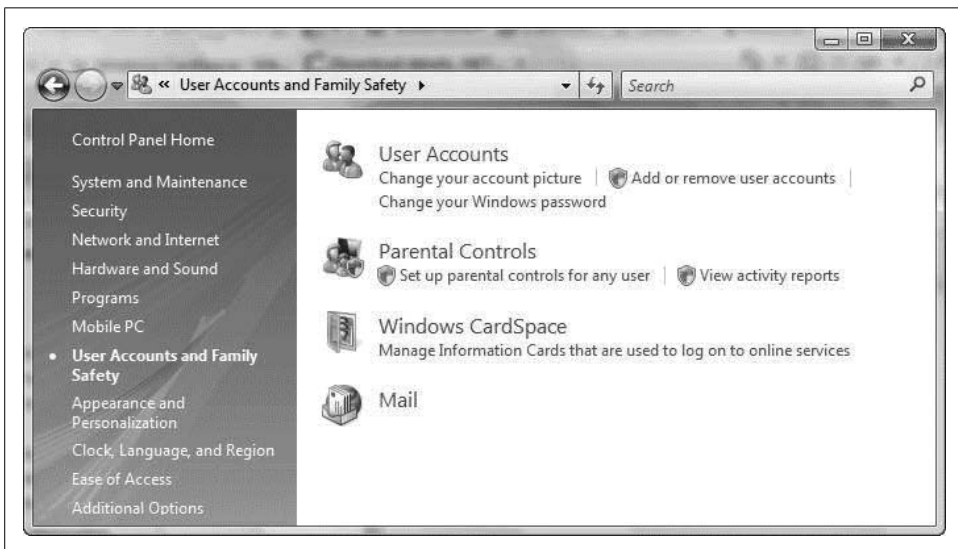 « User Accounts and Family Safety
Search
Control Panel Home
System and Maintenance
Security
Network and Internet
Hardware and Sound
Programs
Mobile PC
• User Accounts and Family
Safety
Appearance and
Personalization
Clock, Language, and Region
Ease of Access
Additional Options
User Accounts
Change your account picture | Add or remove user accounts |
Change your Windows password
Parental Controls
Set up parental controls for any user | View activity reports
Windows CardSpace
Manage Information Cards that are used to log on to online services
Mail